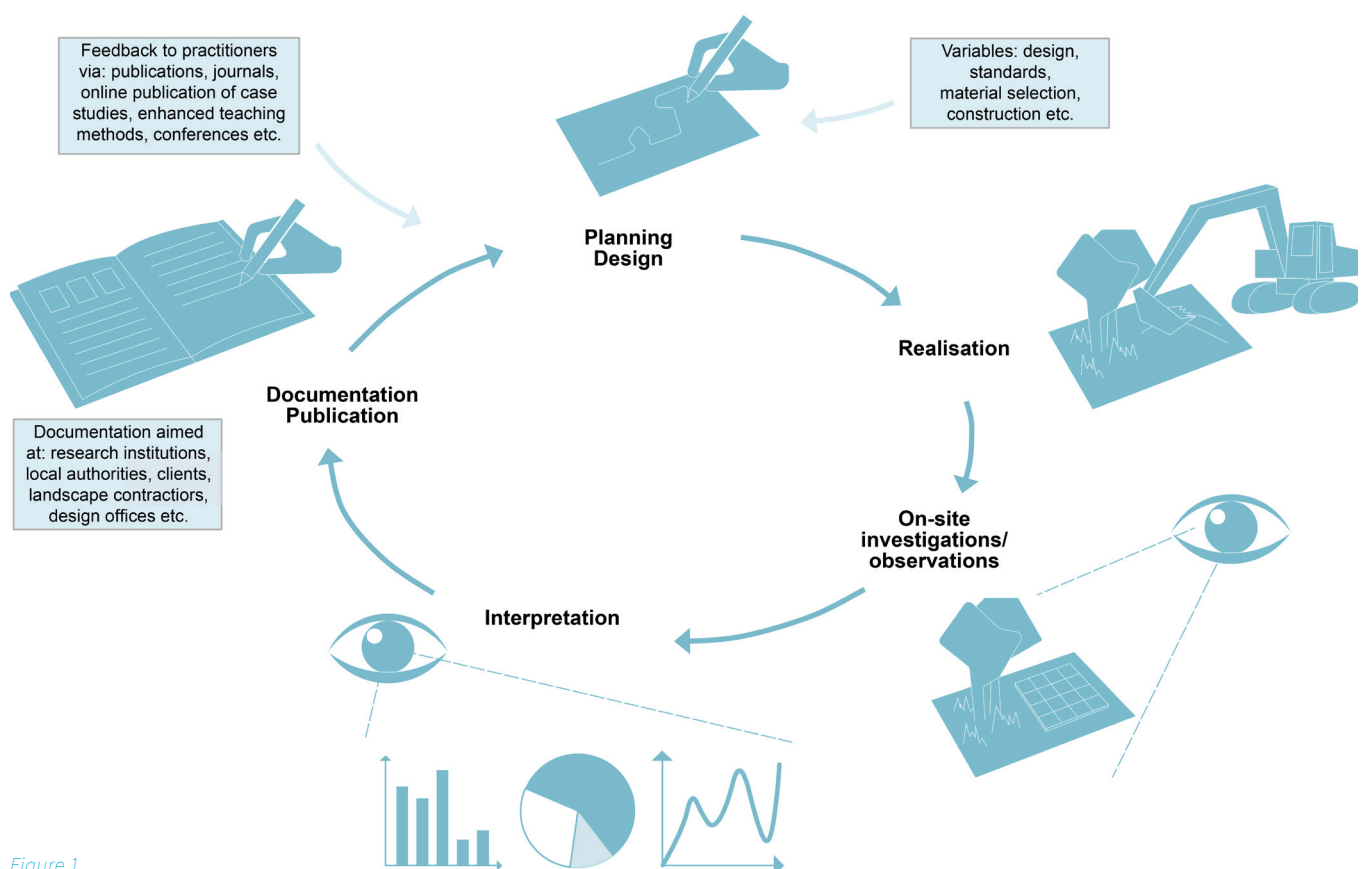 Feedback to practitioners
via: publications, journals,
online publication of case
studies, enhanced teaching
methods, conferences etc.
Variables: design,
standards,
material selection,
construction etc.
Planning
Design
Realisation
Documentation
Publication
Documentation aimed
at: research institutions,
local authorities, clients,
landscape contractiors,
design offices etc.
On-site
investigations/
observations
Interpretation
Figure 1